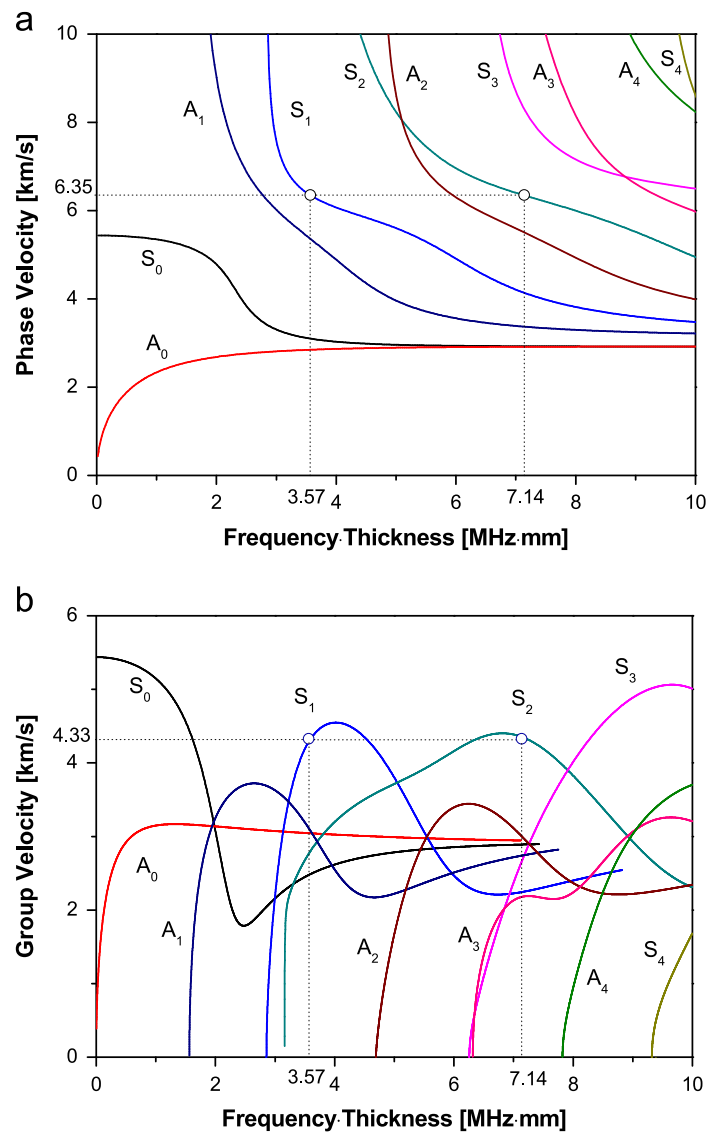 a
10
8
6.35
6
4
2
0
Phase Velocity [km/s]
A1
S1
S2
A2
S3
A3
A4
S4
S0
A0
0
2
3.57
4
6
7.14
8
10
Frequency·Thickness [MHz·mm]
b
6
4.33
4
2
0
Group Velocity [km/s]
S0
S1
S2
S3
A0
A1
A2
A3
A4
S4
0
2
3.57
4
6
7.14
8
10
Frequency·Thickness [MHz·mm]